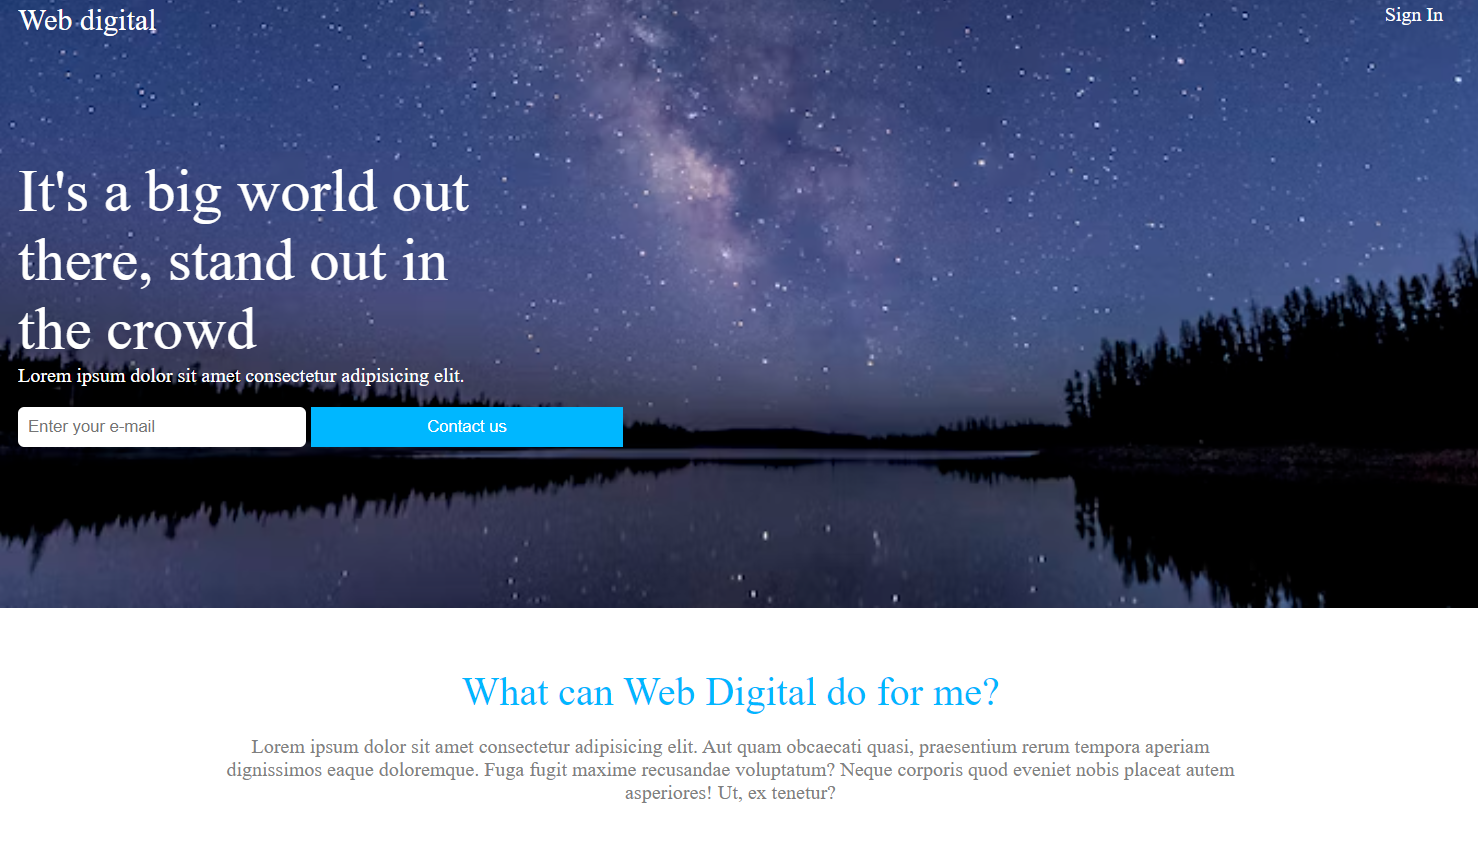 Web digital
Sign In
It's a big world out
there, stand out in
the crowd
Lorem ipsum dolor sit amet consectetur adipisicing elit.
Enter your e-mail
Contact us
What can Web Digital do for me?
Lorem ipsum dolor sit amet consectetur adipisicing elit. Aut quam obcaecati quasi, praesentium rerum tempora aperiam
dignissimos eaque doloremque. Fuga fugit maxime recusandae voluptatum? Neque corporis quod eveniet nobis placeat autem
asperiores! Ut, ex tenetur?